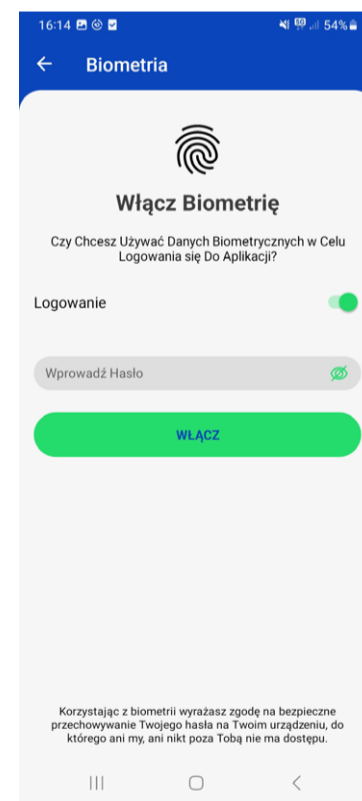 16:14 54%
Biometria
Włącz Biometrię
Czy Chcesz Używać Danych Biometrycznych w Celu
Logowania się Do Aplikacji?
Logowanie
Wprowadź Hasło
WŁĄCZ
Korzystając z biometrii wyrażasz zgodę na bezpieczne
przechowywanie Twojego hasła na Twoim urządzeniu, do
którego ani my, ani nikt poza Tobą nie ma dostępu.